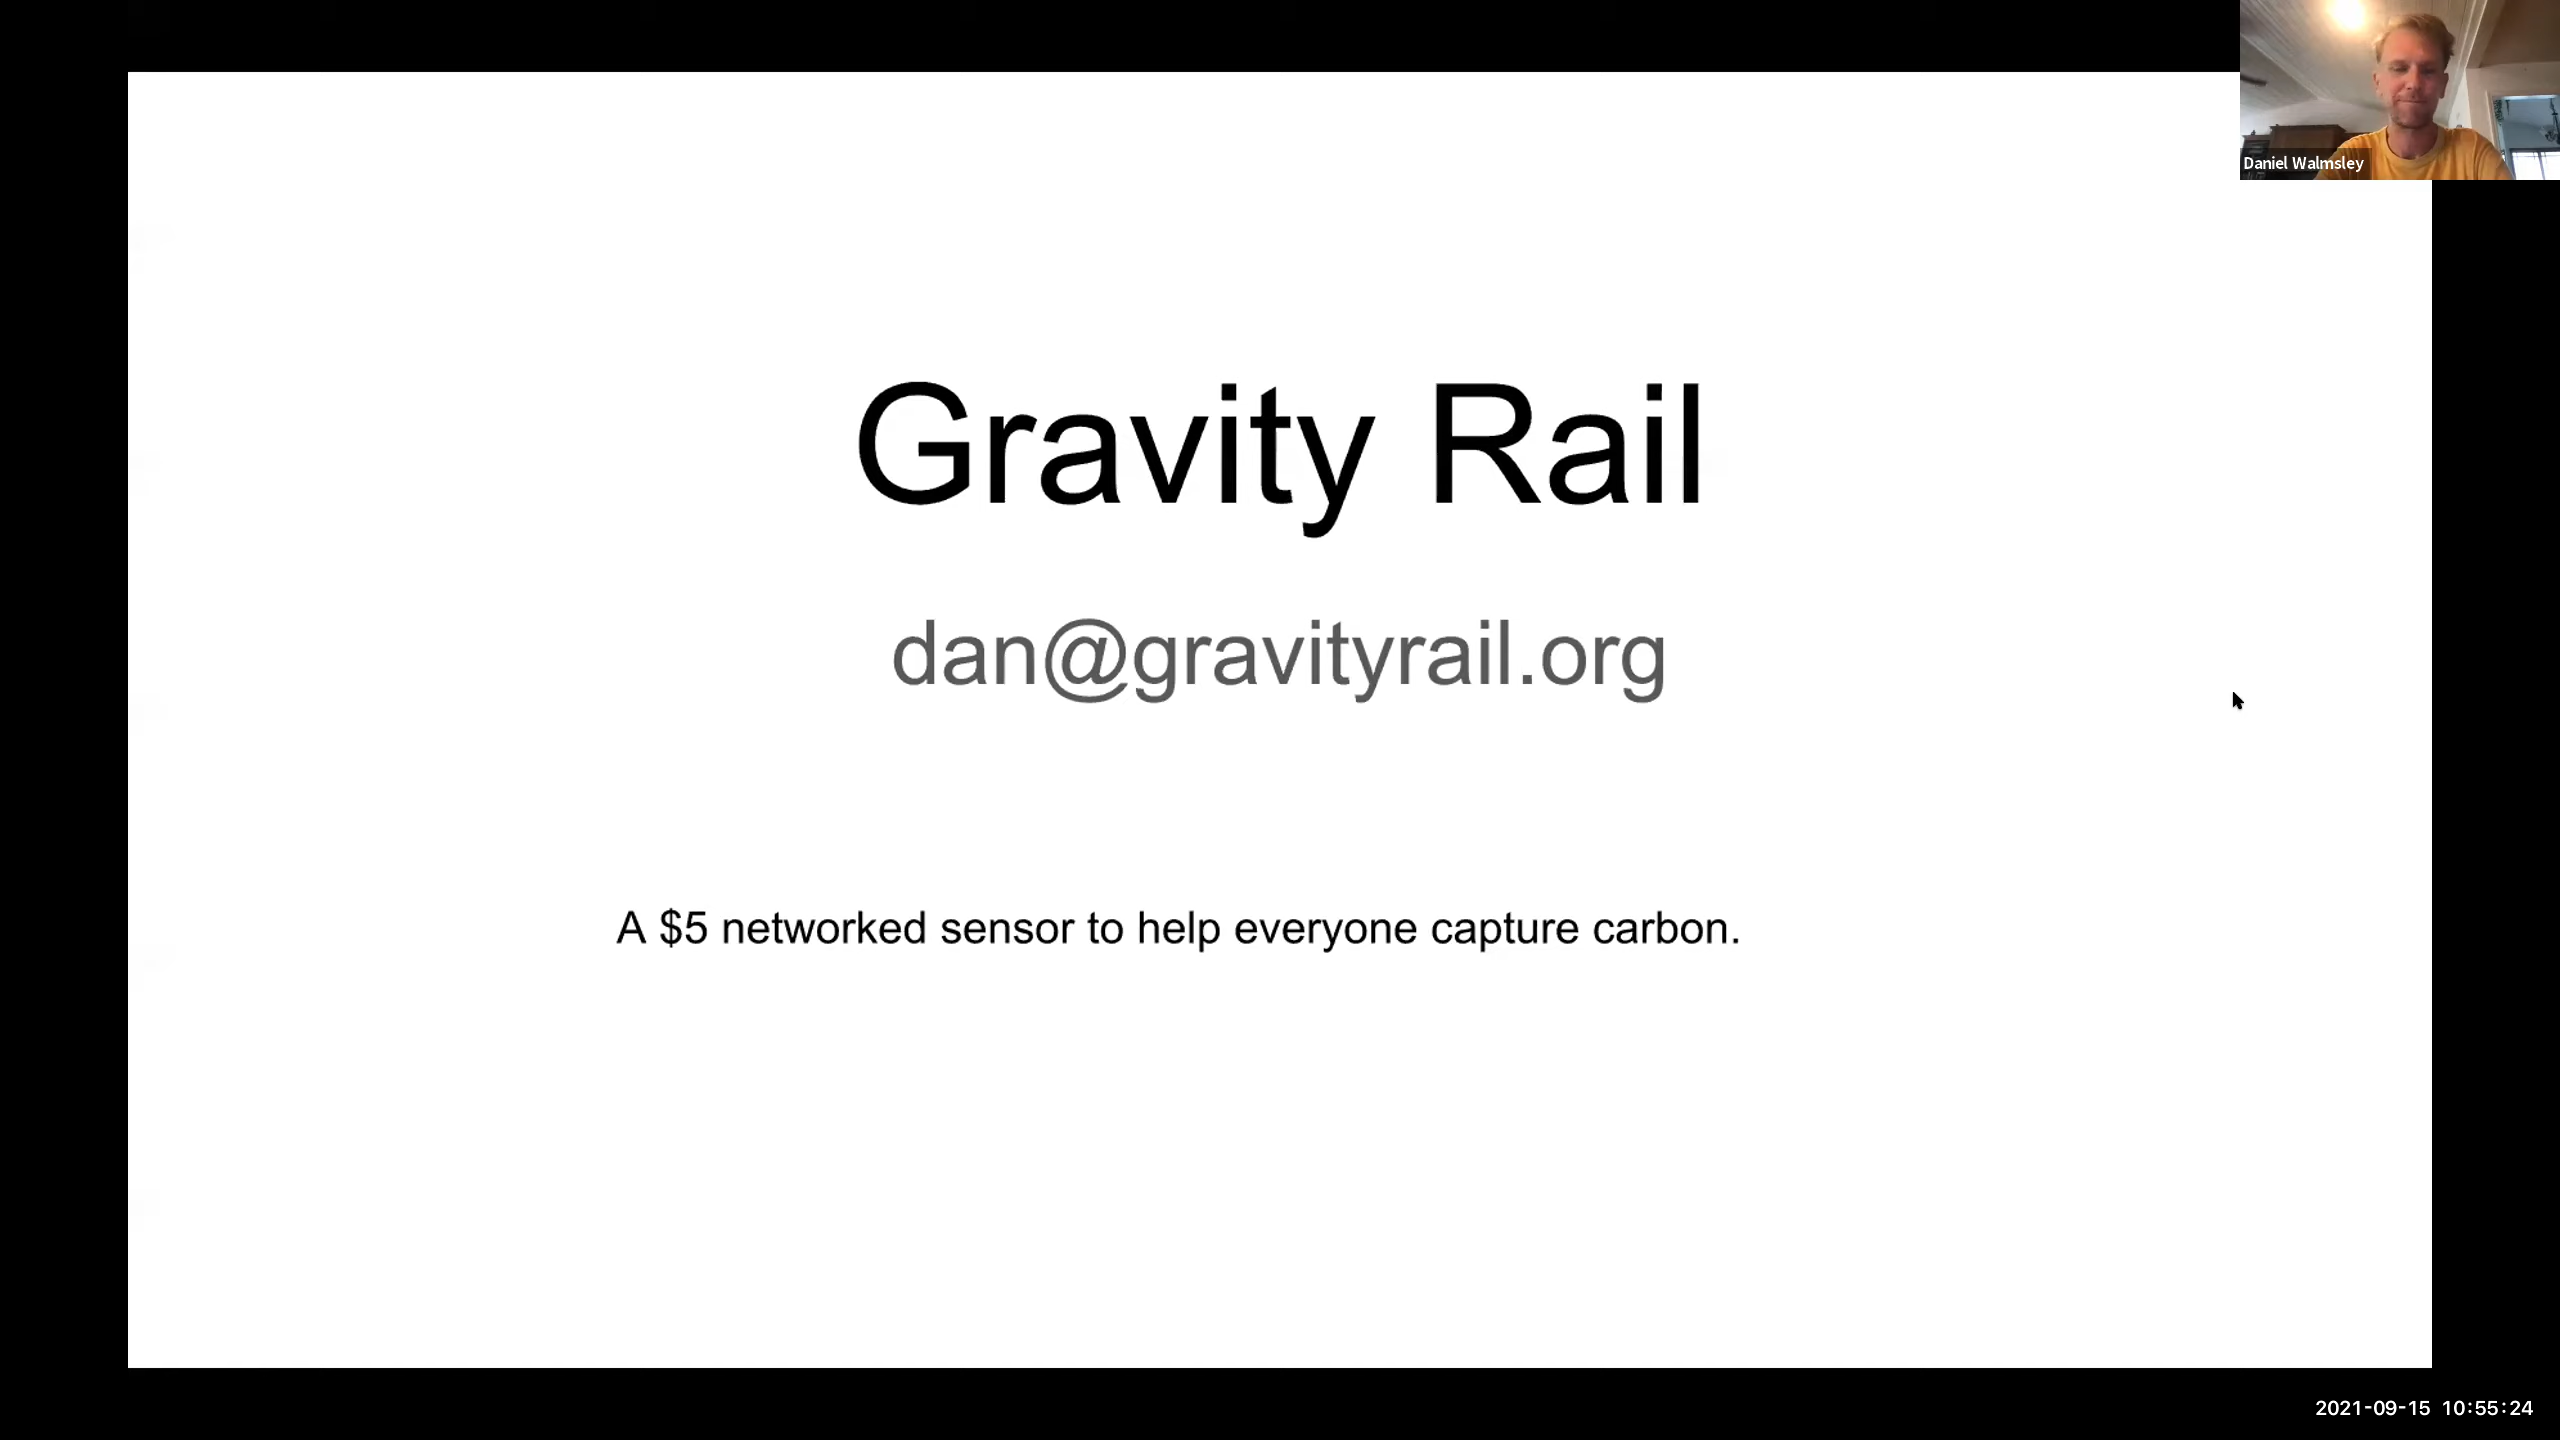 Daniel Walmsley
Gravity Rail
dan@gravityrail.org
A $5 networked sensor to help everyone capture carbon.
2021-09-15 10:55:24